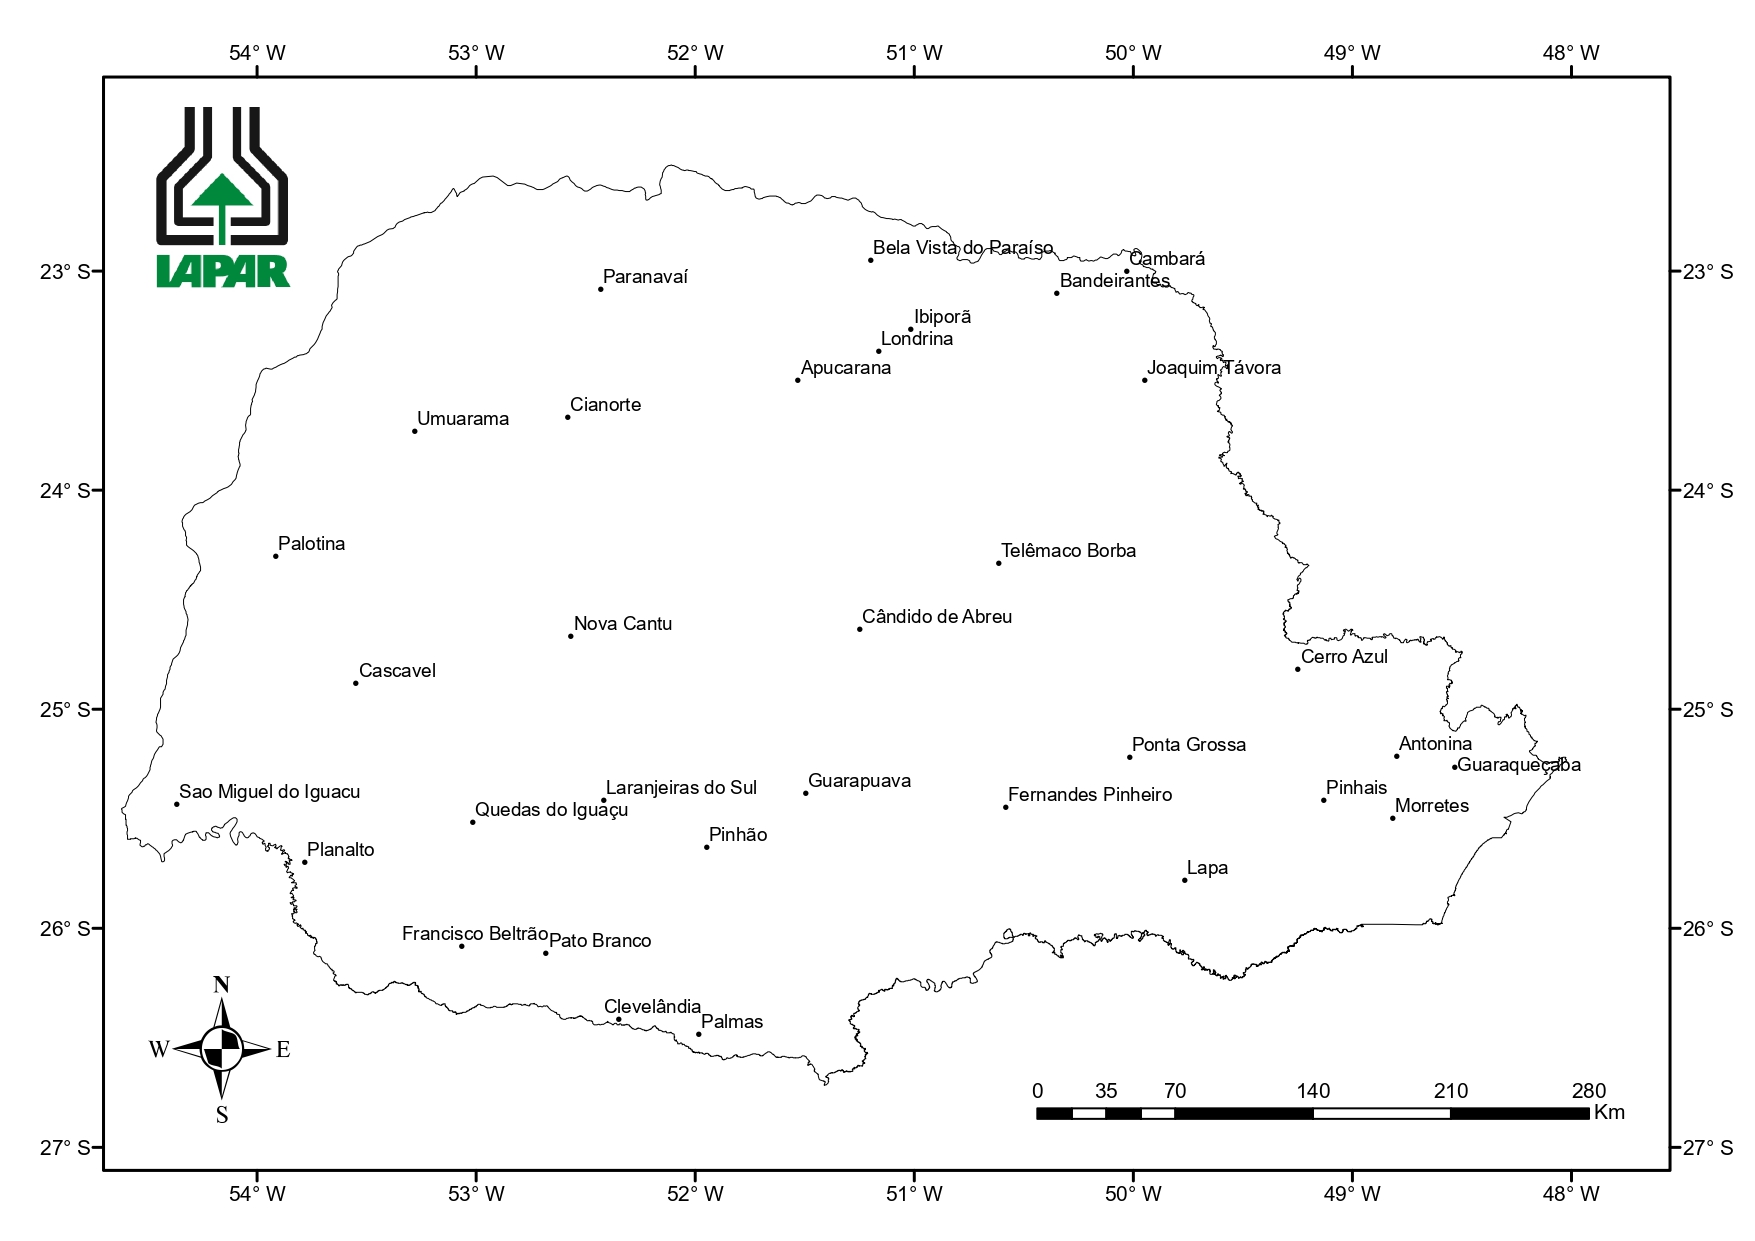 54° W 53° W 52° W 51° W 50° W 49° W 48° W
IAPAR
Bela Vista do Paraíso
Cambará
23° S
23° S
Paranavaí
Bandeirantes
Ibiporã
Londrina
Apucarana
Joaquim Távora
Cianorte
Umuarama
24° S
24° S
Palotina
Telêmaco Borba
Nova Cantu
Cândido de Abreu
Cerro Azul
Cascavel
25° S
25° S
Ponta Grossa
Antonina
Guaraqueçaba
Guarapuava
Laranjeiras do Sul
Pinhais
Sao Miguel do Iguacu
Fernandes Pinheiro
Morretes
Quedas do Iguaçu
Pinhão
Planalto
Lapa
26° S
26° S
Francisco Beltrão
Pato Branco
N
Clevelândia
Palmas
W E
S
0 35 70 140 210 280
Km
27° S
27° S
54° W 53° W 52° W 51° W 50° W 49° W 48° W